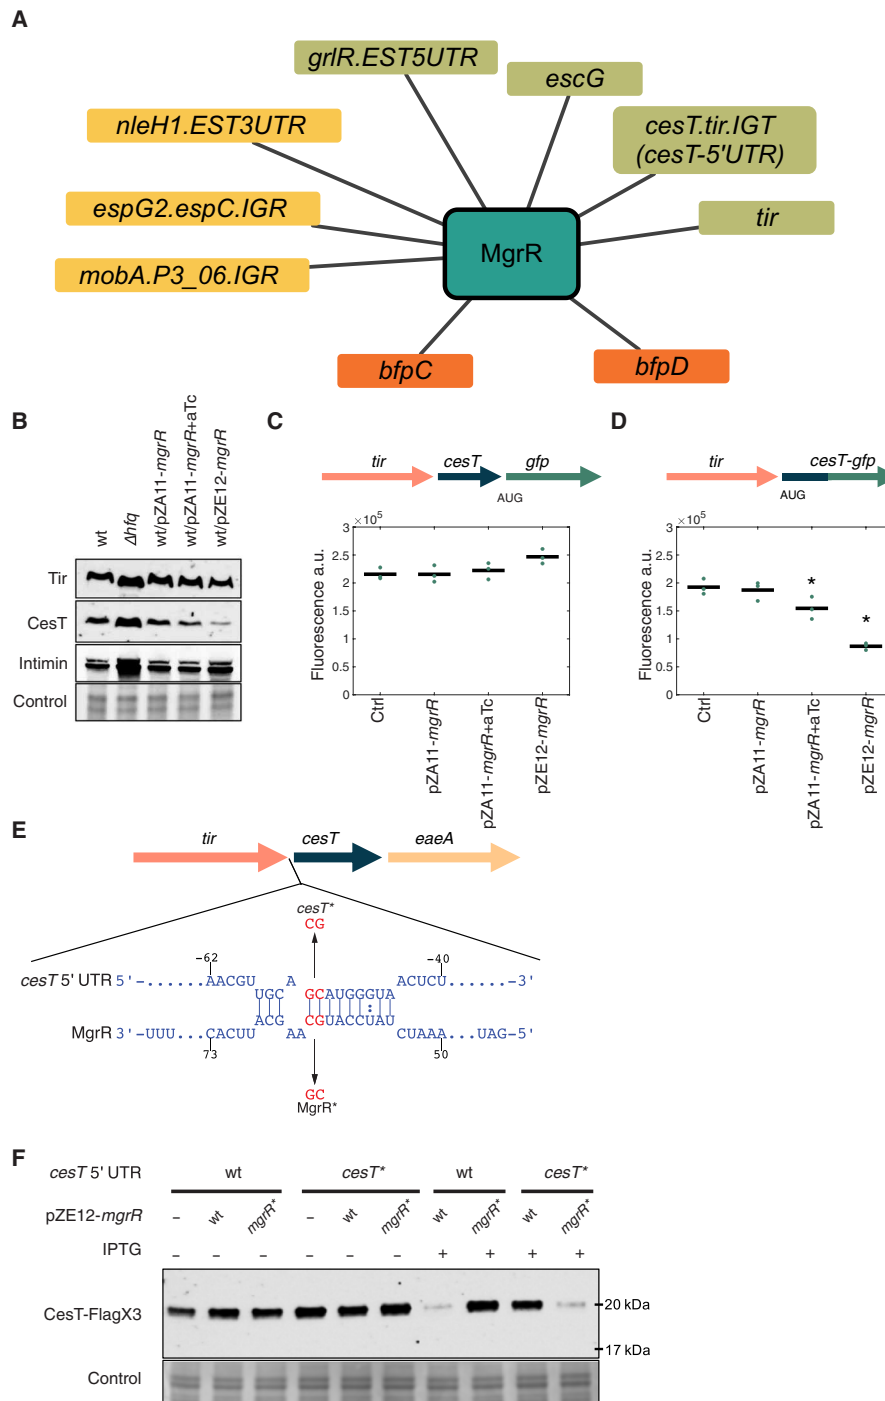 A
grlR.EST5UTR
escG
nleH1.EST3UTR
cesT.tir.IGT
(cesT-5'UTR)
espG2.espC.IGR
tir
MgrR
mobA.P3_06.IGR
bfpC
bfpD
B
wt
Δhfq
wt/pZA11-mgrR
wt/pZA11-mgrR+aTc
wt/pZE12-mgrR
Tir
CesT
Intimin
Control
C
tir
cesT
gfp
AUG
×10⁵
3
2.5
2
1.5
1
0.5
0
Fluorescence a.u.
Ctrl
pZA11-mgrR
pZA11-mgrR+aTc
pZE12-mgrR
D
tir
cesT-gfp
AUG
×10⁵
3
2.5
2
1.5
1
0.5
0
Fluorescence a.u.
*
*
Ctrl
pZA11-mgrR
pZA11-mgrR+aTc
pZE12-mgrR
E
tir
cesT
eaeA
cesT*
CG
-62
-40
cesT 5' UTR 5'-......AACGU A ACUCU......-3'
UGC GCAUGGGUA
ACG CGUACCUAU
MgrR 3'-UUU...CACUU AA CUAAA...UAG-5'
73
50
GC
MgrR*
F
cesT 5' UTR wt cesT* wt cesT*
pZE12-mgrR – wt mgrR* – wt mgrR* wt mgrR* wt mgrR*
IPTG – – – – – – + + + +
CesT-FlagX3
20 kDa
17 kDa
Control